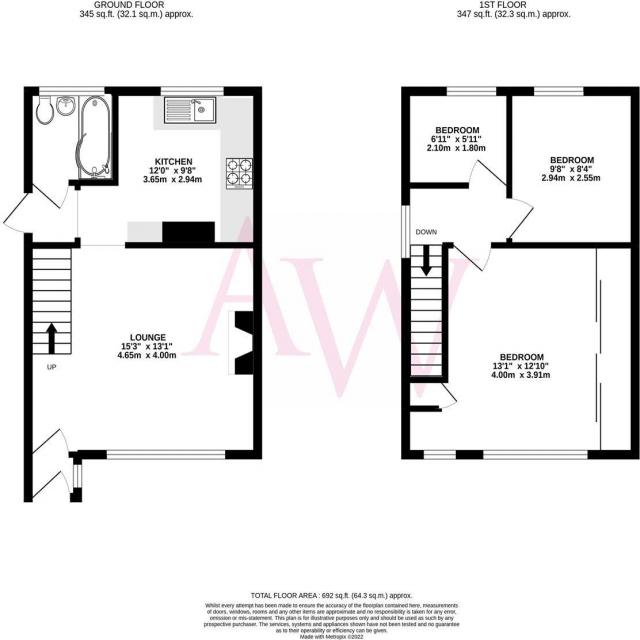 GROUND FLOOR
345 sq.ft. (32.1 sq.m.) approx.
1ST FLOOR
347 sq.ft. (32.3 sq.m.) approx.
KITCHEN
12'0" x 9'8"
3.65m x 2.94m
LOUNGE
15'3" x 13'1"
4.65m x 4.00m
UP
BEDROOM
6'11" x 5'11"
2.10m x 1.80m
BEDROOM
9'8" x 8'4"
2.94m x 2.55m
DOWN
BEDROOM
13'1" x 12'10"
4.00m x 3.91m
AW
TOTAL FLOOR AREA : 692 sq.ft. (64.3 sq.m.) approx.
Whilst every attempt has been made to ensure the accuracy of the floorplan contained here, measurements
of doors, windows, rooms and any other items are approximate and no responsibility is taken for any error,
omission or mis-statement. This plan is for illustrative purposes only and should be used as such by any
prospective purchaser. The services, systems and appliances shown have not been tested and no guarantee
as to their operability or efficiency can be given.
Made with Metropix ©2022